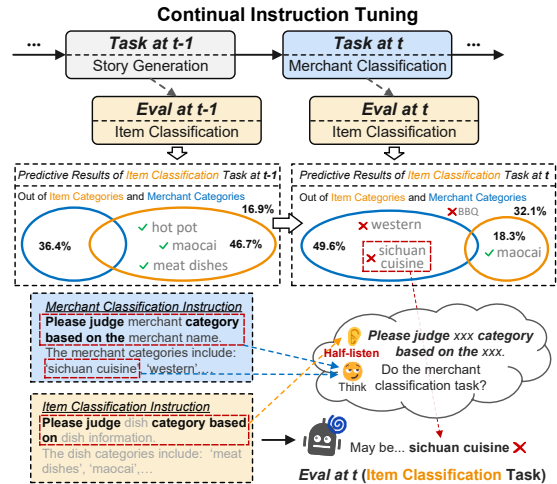 Continual Instruction Tuning
...
Task at t-1
Story Generation
Task at t
Merchant Classification
...
Eval at t-1
Item Classification
Eval at t
Item Classification
Predictive Results of Item Classification Task at t-1
Out of Item Categories and Merchant Categories
16.9%
36.4%
hot pot
maocai
meat dishes
46.7%
Predictive Results of Item Classification Task at t
Out of Item Categories and Merchant Categories
BBQ
32.1%
western
49.6%
sichuan
cuisine
18.3%
maocai
Merchant Classification Instruction
Please judge merchant category
based on the merchant name.
The merchant categories include:
'sichuan cuisine', 'western',...
Item Classification Instruction
Please judge dish category based
on dish information.
The dish categories include: 'meat
dishes', 'maocai',...
Half-listen
Please judge xxx category
based on the xxx.
Think
Do the merchant
classification task?
May be... sichuan cuisine
Eval at t (Item Classification Task)